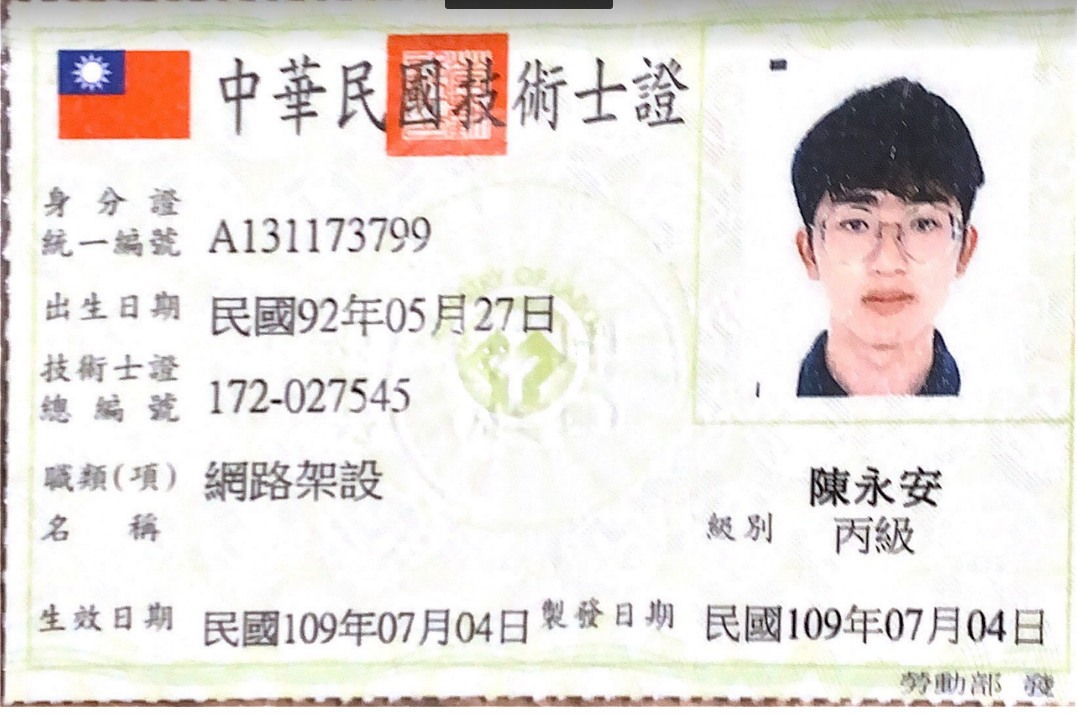 中華民國技術士證
身分證
統一編號 A131173799
出生日期 民國92年05月27日
技術士證
總編號 172-027545
職類(項) 網路架設
名稱
陳永安
級別 丙級
生效日期 民國109年07月04日 製發日期 民國109年07月04日
勞動部 發